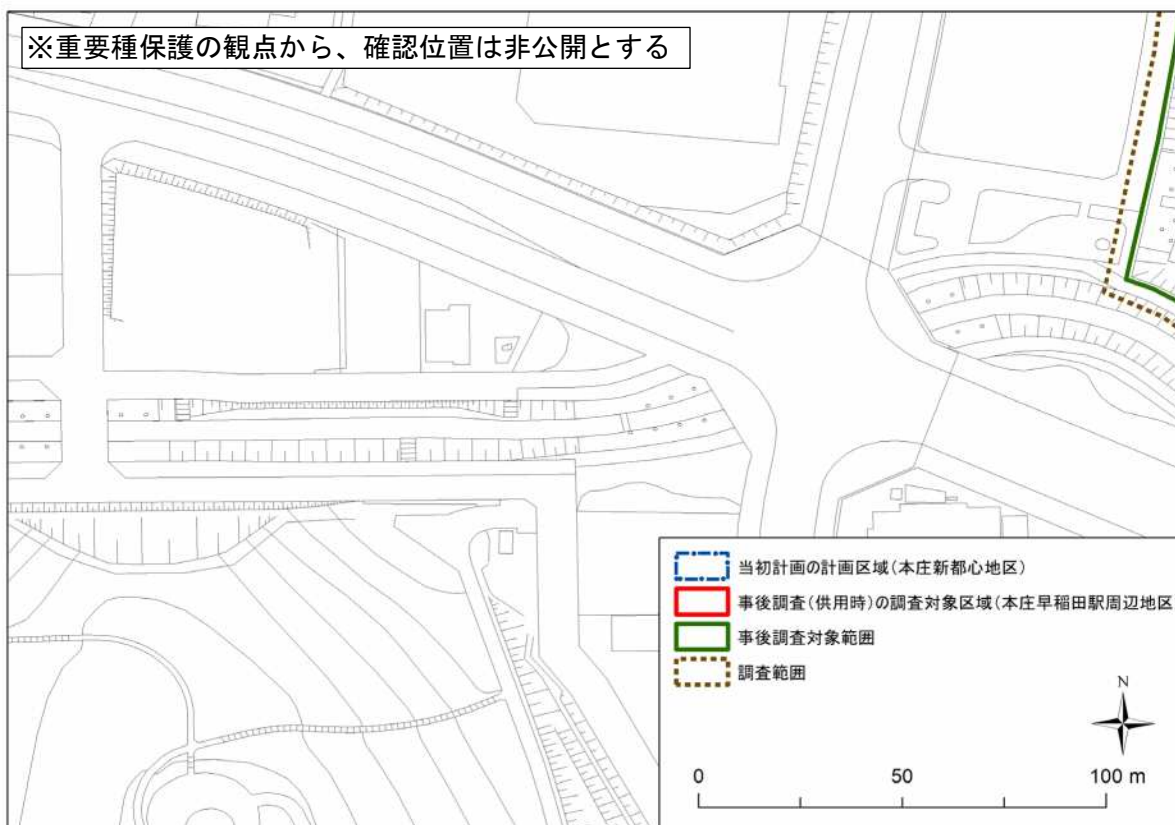 ※重要種保護の観点から、確認位置は非公開とする
当初計画の計画区域(本庄新都心地区)
事後調査(供用時)の調査対象区域(本庄早稲田駅周辺地区
事後調査対象範囲
調査範囲
N
0 50 100 m